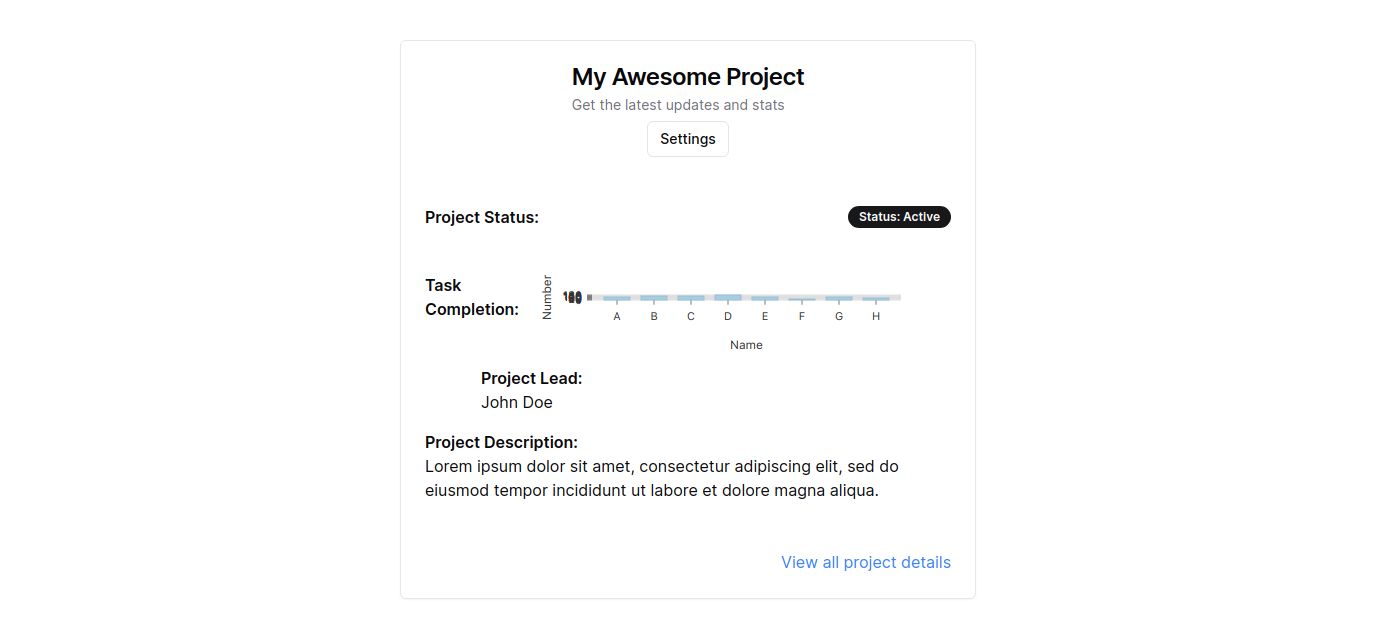 My Awesome Project
Get the latest updates and stats
Settings
Project Status:
Status: Active
Task
Completion:
Number
A B C D E F G H
Name
Project Lead:
John Doe
Project Description:
Lorem ipsum dolor sit amet, consectetur adipiscing elit, sed do
eiusmod tempor incididunt ut labore et dolore magna aliqua.
View all project details